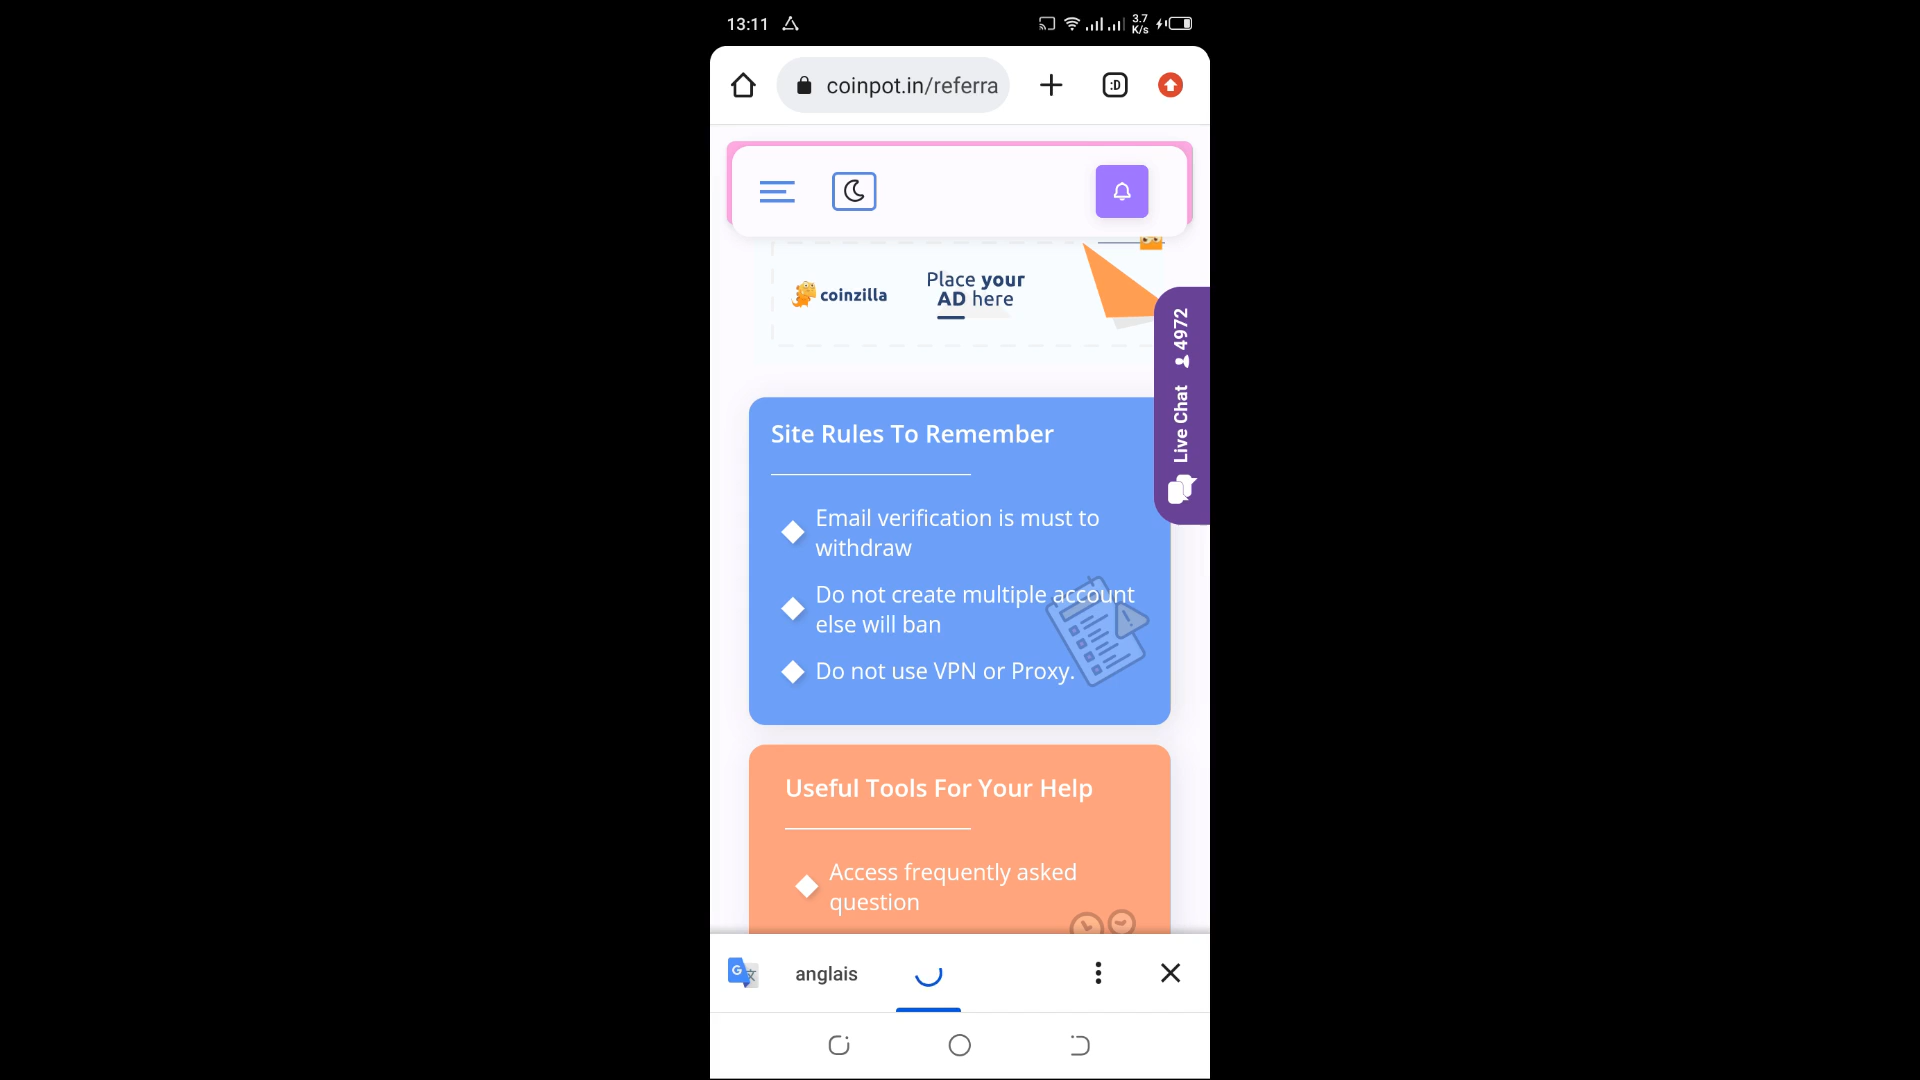 13:11
3.7
K/s
coinpot.in/referra
:D
coinzilla
Place your
AD here
Live Chat 4972
Site Rules To Remember
Email verification is must to
withdraw
Do not create multiple account
else will ban
Do not use VPN or Proxy.
Useful Tools For Your Help
Access frequently asked
question
anglais